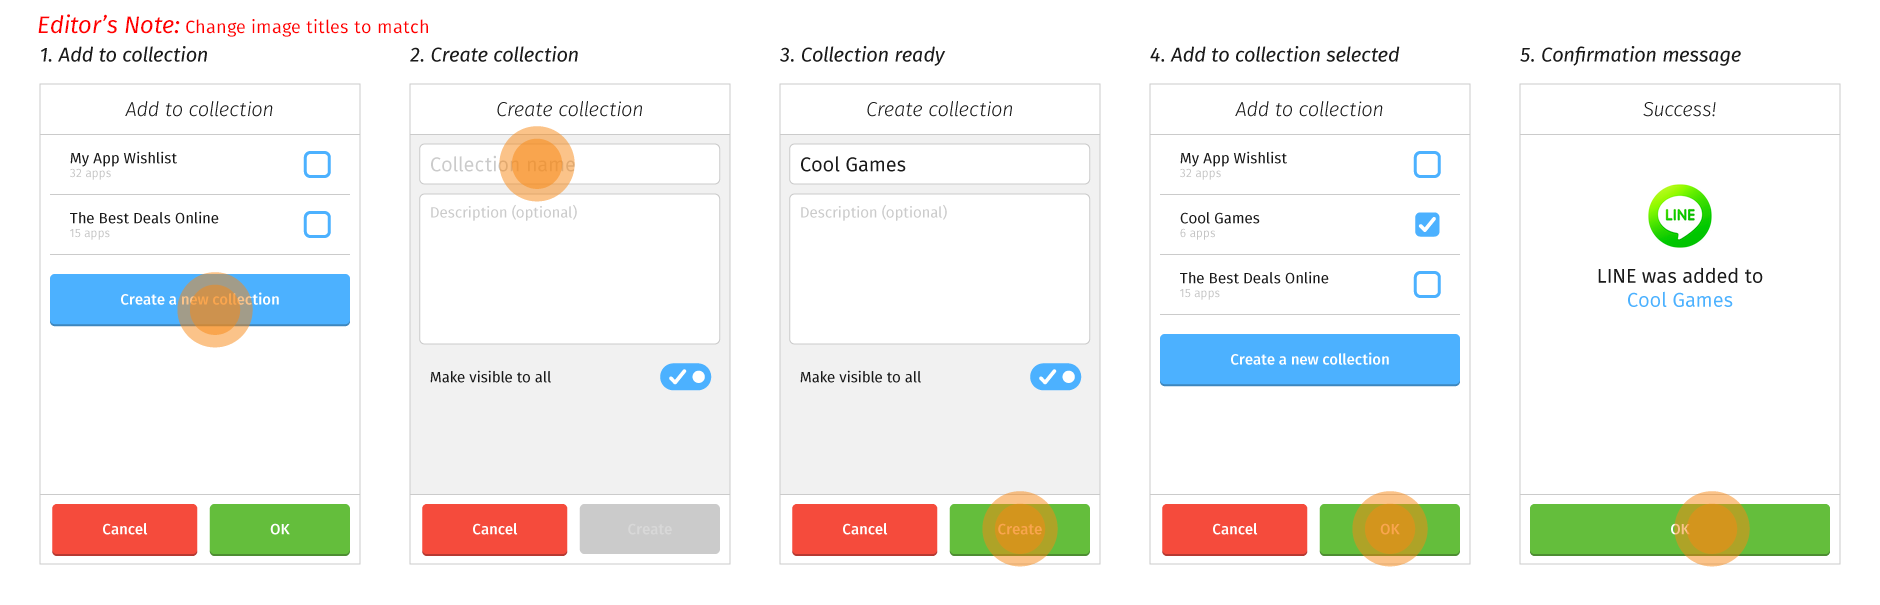 Editor's Note: Change image titles to match
1. Add to collection
Add to collection
My App Wishlist
32 apps
The Best Deals Online
15 apps
Create a new collection
Cancel
OK
2. Create collection
Create collection
Collection name
Description (optional)
Make visible to all
Cancel
Create
3. Collection ready
Create collection
Cool Games
Description (optional)
Make visible to all
Cancel
Create
4. Add to collection selected
Add to collection
My App Wishlist
32 apps
Cool Games
6 apps
The Best Deals Online
15 apps
Create a new collection
Cancel
OK
5. Confirmation message
Success!
LINE
LINE was added to
Cool Games
OK